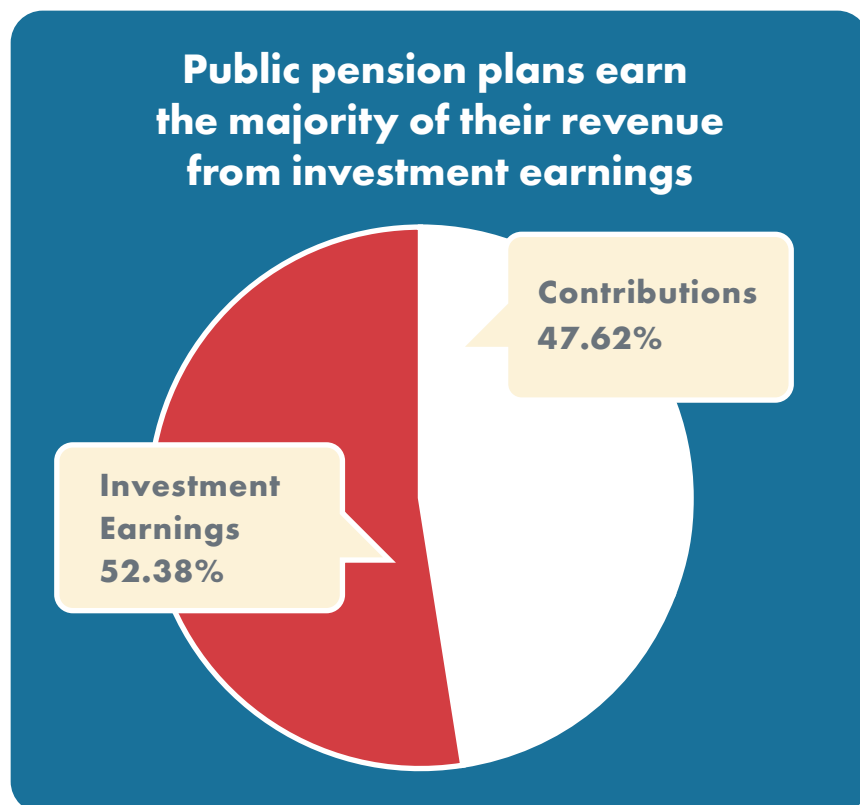 Public pension plans earn
the majority of their revenue
from investment earnings
Contributions
47.62%
Investment
Earnings
52.38%